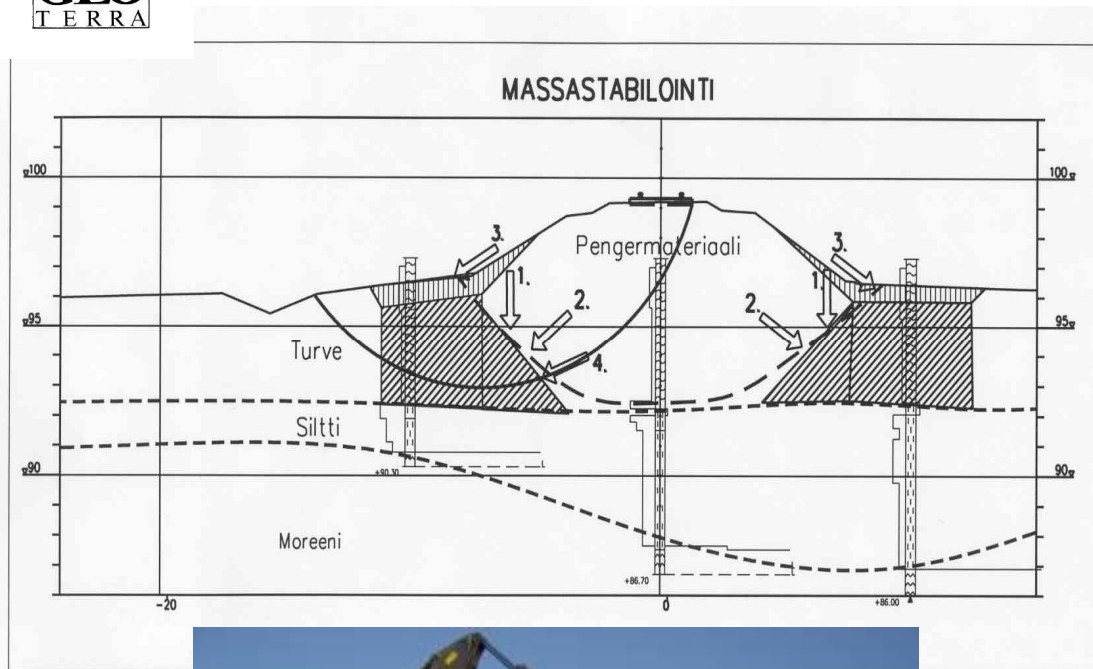 GEO
TERRA
MASSASTABILOINTI
100
100
3.
Pengermateriaali
3.
1.
1.
2.
2.
95
95
Turve
4.
Siltti
90
+90.30
90
Moreeni
+86.70
-20
0
+86.00